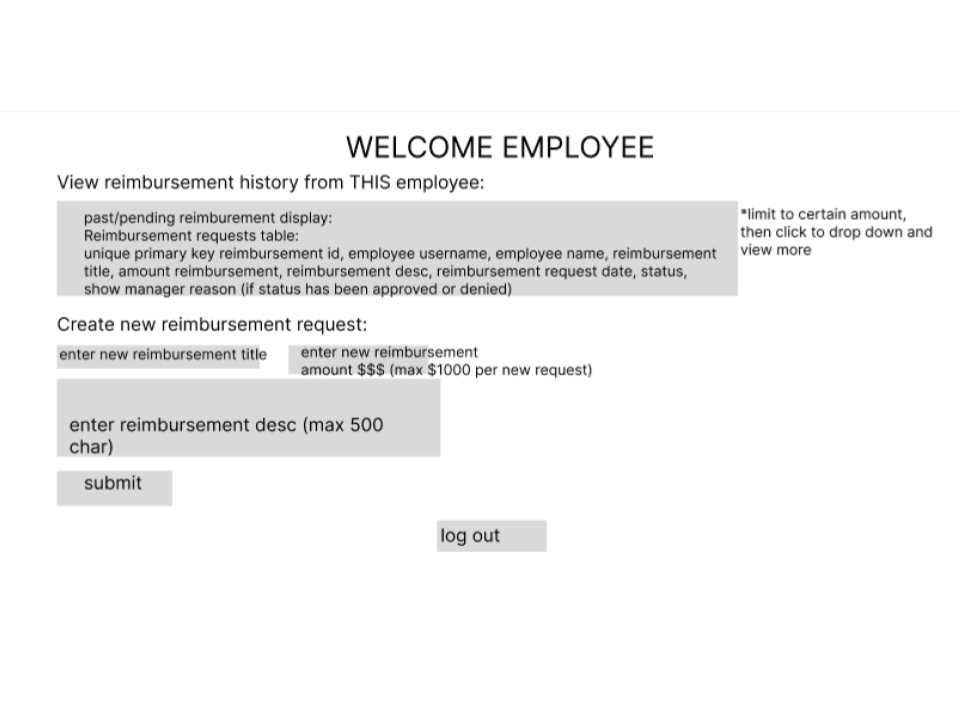 WELCOME EMPLOYEE
View reimbursement history from THIS employee:
past/pending reimburement display:
Reimbursement requests table:
unique primary key reimbursement id, employee username, employee name, reimbursement
title, amount reimbursement, reimbursement desc, reimbursement request date, status,
show manager reason (if status has been approved or denied)
*limit to certain amount,
then click to drop down and
view more
Create new reimbursement request:
enter new reimbursement title
enter new reimbursement
amount $$$ (max $1000 per new request)
enter reimbursement desc (max 500
char)
submit
log out